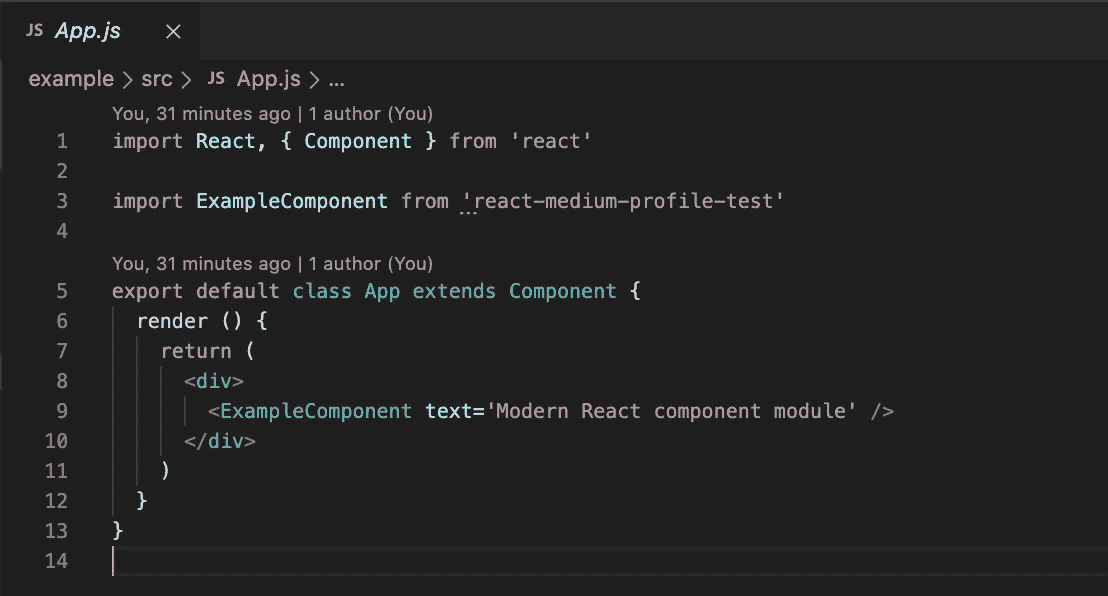 JS App.js ×
example > src > JS App.js > ...
You, 31 minutes ago | 1 author (You)
1 import React, { Component } from 'react'
2
3 import ExampleComponent from 'react-medium-profile-test'
4
You, 31 minutes ago | 1 author (You)
5 export default class App extends Component {
6   render () {
7     return (
8       <div>
9         <ExampleComponent text='Modern React component module' />
10       </div>
11     )
12   }
13 }
14